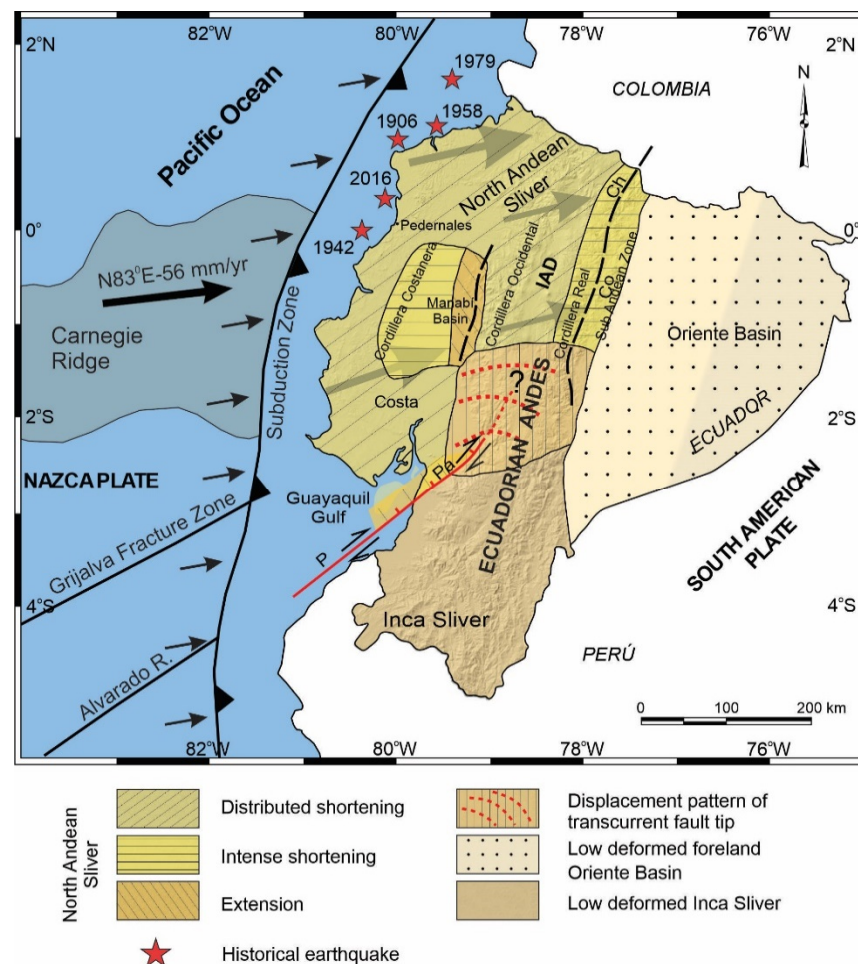 82°W
80°W
78°W
76°W
2°N
2°N
0°
0°
2°S
2°S
4°S
4°S
82°W
80°W
78°W
76°W
N
Pacific Ocean
COLOMBIA
1979
1958
1906
2016
1942
Pedernales
North Andean
Sliver
Ch
N83°E-56 mm/yr
Carnegie
Ridge
Subduction Zone
Cordillera Costanera
Manabí
Basin
Cordillera Occidental
IAD
Cordillera Real
Co
Sub Andean Zone
Oriente Basin
ECUADOR
Costa
?
ECUADORIAN ANDES
Pa
P
NAZCA PLATE
Guayaquil
Gulf
Grijalva Fracture Zone
Alvarado R.
Inca Sliver
SOUTH AMERICAN
PLATE
PERÚ
0 100 200 km
North Andean
Sliver
Distributed shortening
Intense shortening
Extension
Historical earthquake
Displacement pattern of
transcurrent fault tip
Low deformed foreland
Oriente Basin
Low deformed Inca Sliver